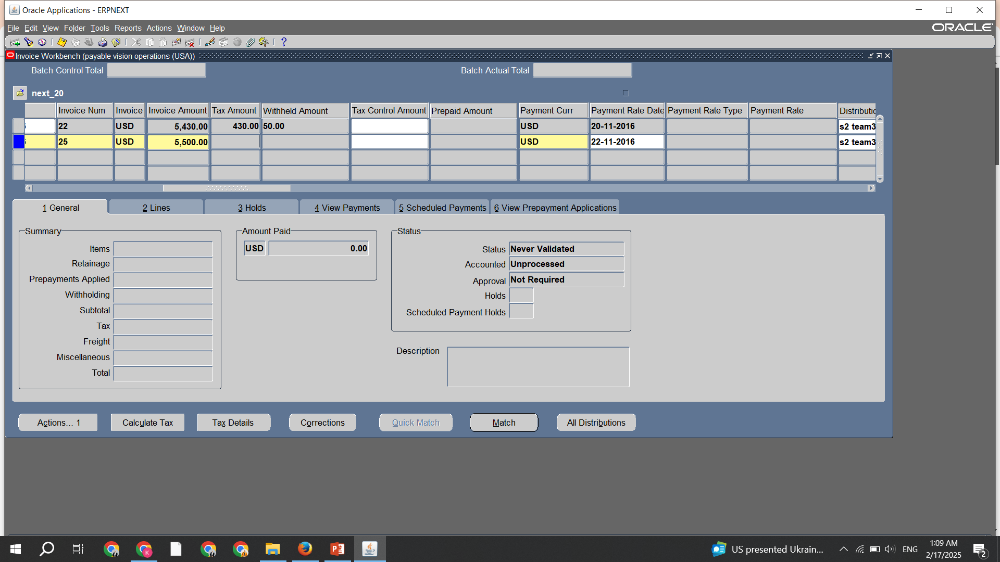 Oracle Applications - ERPNEXT
File Edit View Folder Tools Reports Actions Window Help
ORACLE
Invoice Workbench (payable vision operations (USA))
Batch Control Total
Batch Actual Total
next_20
Invoice Num Invoice Invoice Amount Tax Amount Withheld Amount Tax Control Amount Prepaid Amount Payment Curr Payment Rate Date Payment Rate Type Payment Rate Distributic
22 USD 5,430.00 430.00 50.00 USD 20-11-2016 s2 team3
25 USD 5,500.00 USD 22-11-2016 s2 team3
1 General 2 Lines 3 Holds 4 View Payments 5 Scheduled Payments 6 View Prepayment Applications
Summary
Items
Retainage
Prepayments Applied
Withholding
Subtotal
Tax
Freight
Miscellaneous
Total
Amount Paid
USD 0.00
Status
Status Never Validated
Accounted Unprocessed
Approval Not Required
Holds
Scheduled Payment Holds
Description
Actions... 1 Calculate Tax Tax Details Corrections Quick Match Match All Distributions
US presented Ukrain... ENG 1:09 AM
2/17/2025 2